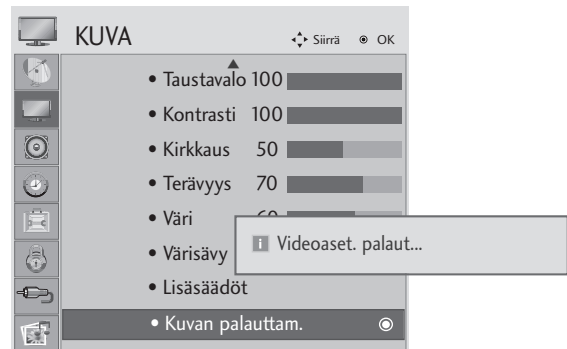 KUVA
Siirrä OK
• Taustavalo 100
• Kontrasti 100
• Kirkkaus 50
• Terävyys 70
• Väri
• Värisävy
i Videoaset. palaut...
• Lisäsäädöt
• Kuvan palauttam.